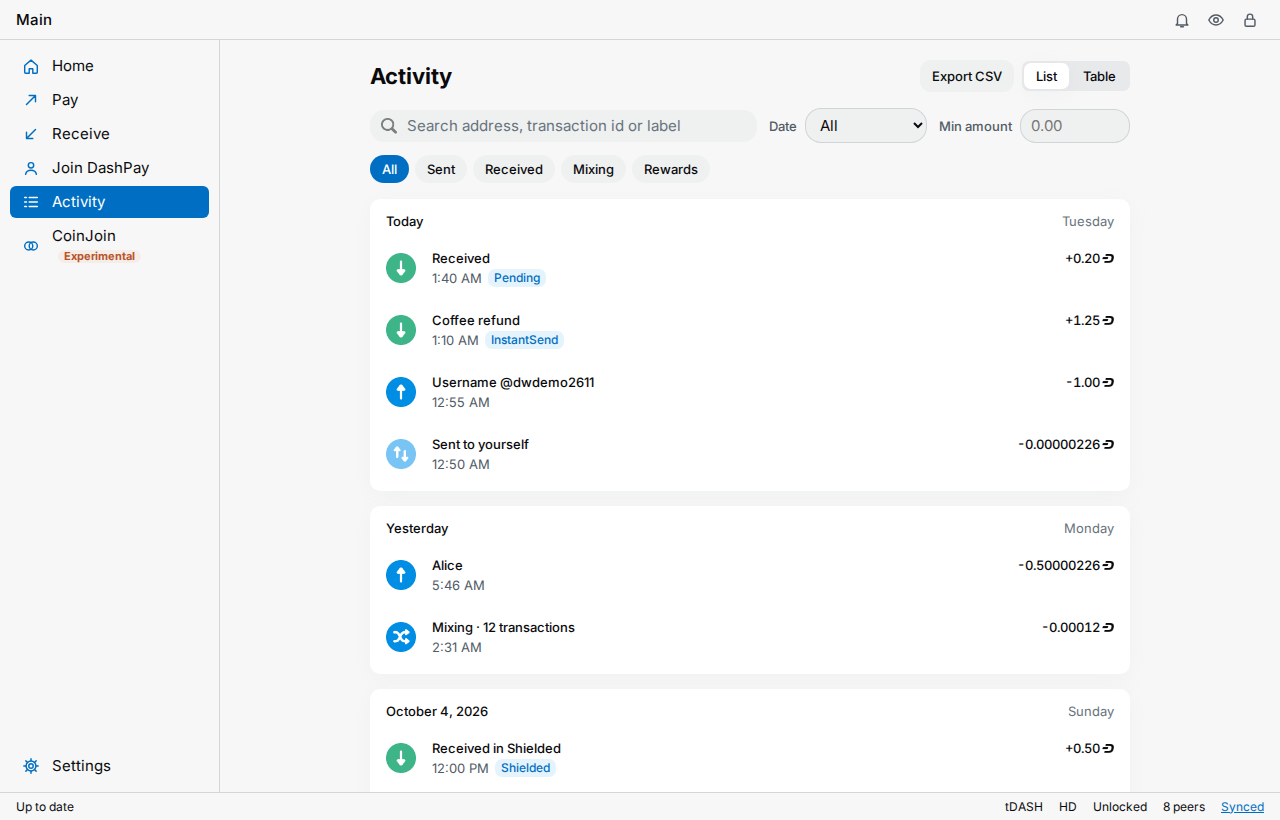 Main
Home
Pay
Receive
Join DashPay
Activity
CoinJoin
Experimental
Settings
Activity
Export CSV
List
Table
Search address, transaction id or label
Date
All
Min amount
0.00
All
Sent
Received
Mixing
Rewards
Today
Tuesday
Received
+0.20
1:40 AM
Pending
Coffee refund
+1.25
1:10 AM
InstantSend
Username @dwdemo2611
-1.00
12:55 AM
Sent to yourself
-0.00000226
12:50 AM
Yesterday
Monday
Alice
-0.50000226
5:46 AM
Mixing · 12 transactions
-0.00012
2:31 AM
October 4, 2026
Sunday
Received in Shielded
+0.50
12:00 PM
Shielded
Up to date
tDASH
HD
Unlocked
8 peers
Synced